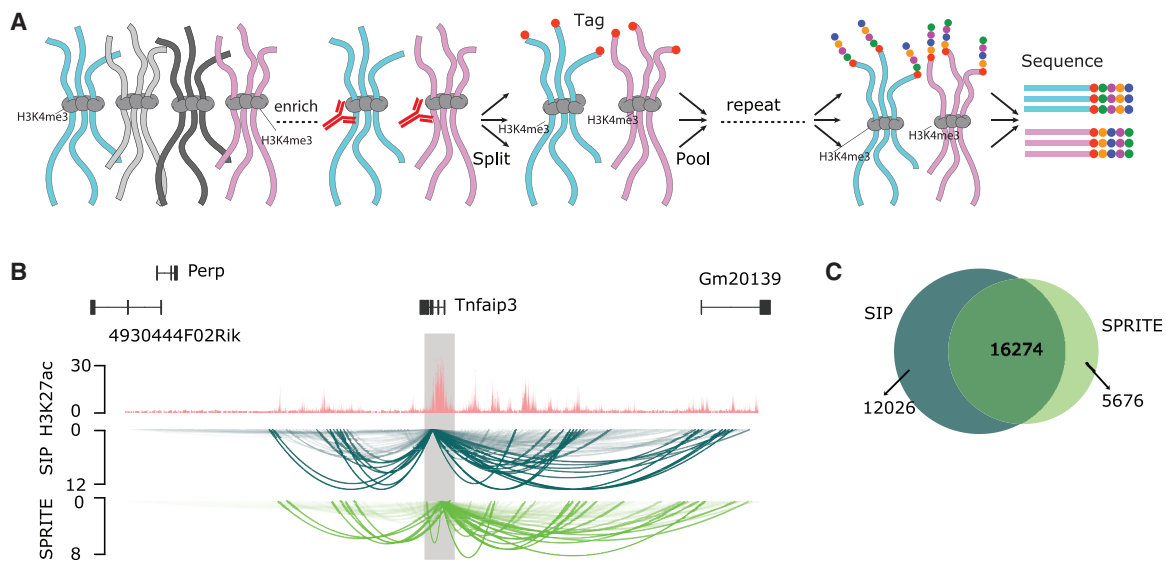 A
H3K4me3
enrich
H3K4me3
Split
Tag
H3K4me3
H3K4me3
Pool
repeat
H3K4me3
H3K4me3
Sequence
B
Perp
4930444F02Rik
Tnfaip3
Gm20139
H3K27ac
30
0
SIP
0
12
SPRITE
0
8
C
SIP
SPRITE
16274
12026
5676